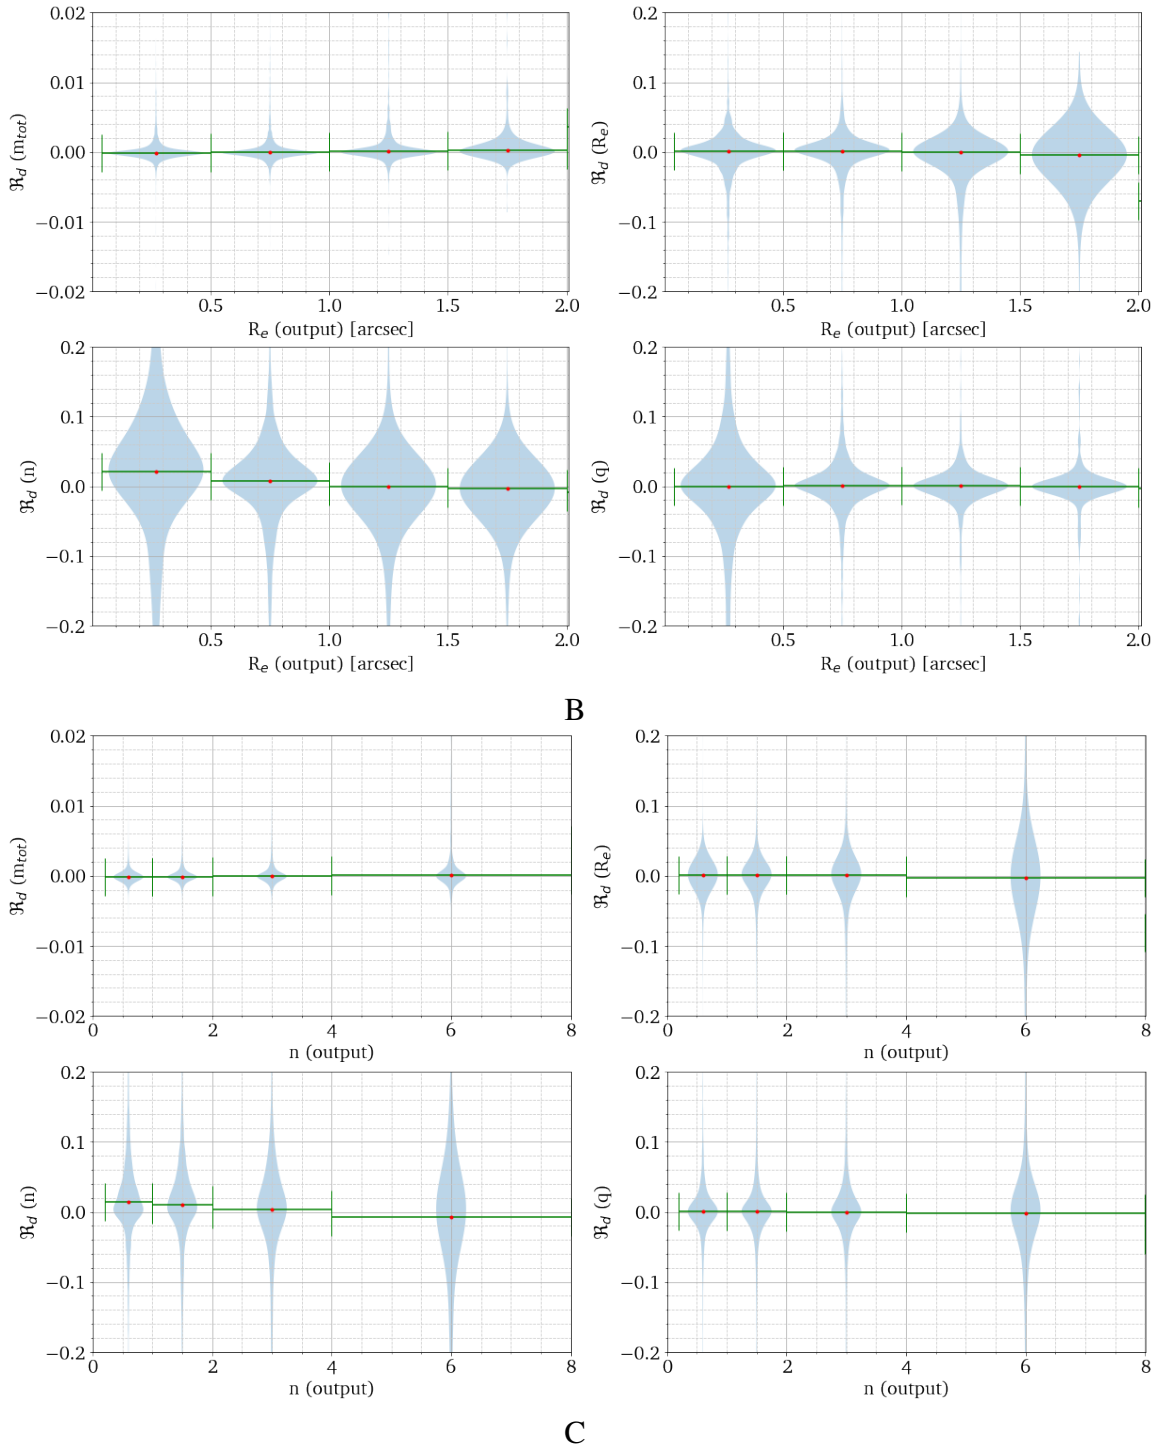 0.02
0.01
0.00
−0.01
−0.02
ℜd (mtot)
0.5 1.0 1.5 2.0
Re (output) [arcsec]
0.2
0.1
0.0
−0.1
−0.2
ℜd (Re)
0.5 1.0 1.5 2.0
Re (output) [arcsec]
0.2
0.1
0.0
−0.1
−0.2
ℜd (n)
0.5 1.0 1.5 2.0
Re (output) [arcsec]
0.2
0.1
0.0
−0.1
−0.2
ℜd (q)
0.5 1.0 1.5 2.0
Re (output) [arcsec]
B
0.02
0.01
0.00
−0.01
−0.02
ℜd (mtot)
0 2 4 6 8
n (output)
0.2
0.1
0.0
−0.1
−0.2
ℜd (Re)
0 2 4 6 8
n (output)
0.2
0.1
0.0
−0.1
−0.2
ℜd (n)
0 2 4 6 8
n (output)
0.2
0.1
0.0
−0.1
−0.2
ℜd (q)
0 2 4 6 8
n (output)
C